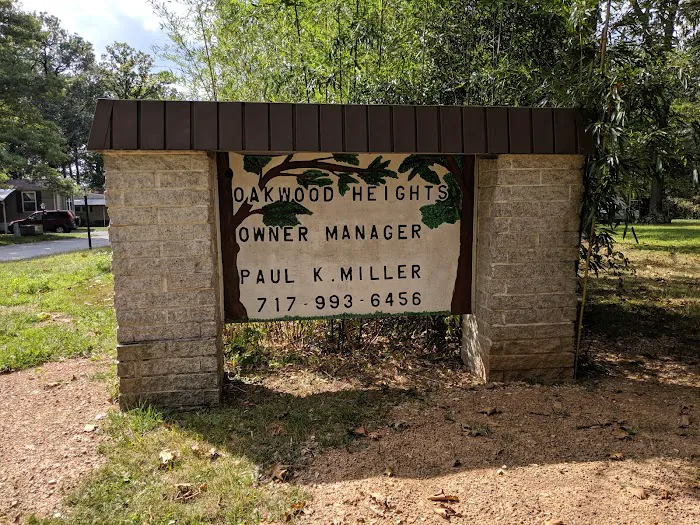 OAKWOOD HEIGHTS
OWNER MANAGER
PAUL K. MILLER
717-993-6456